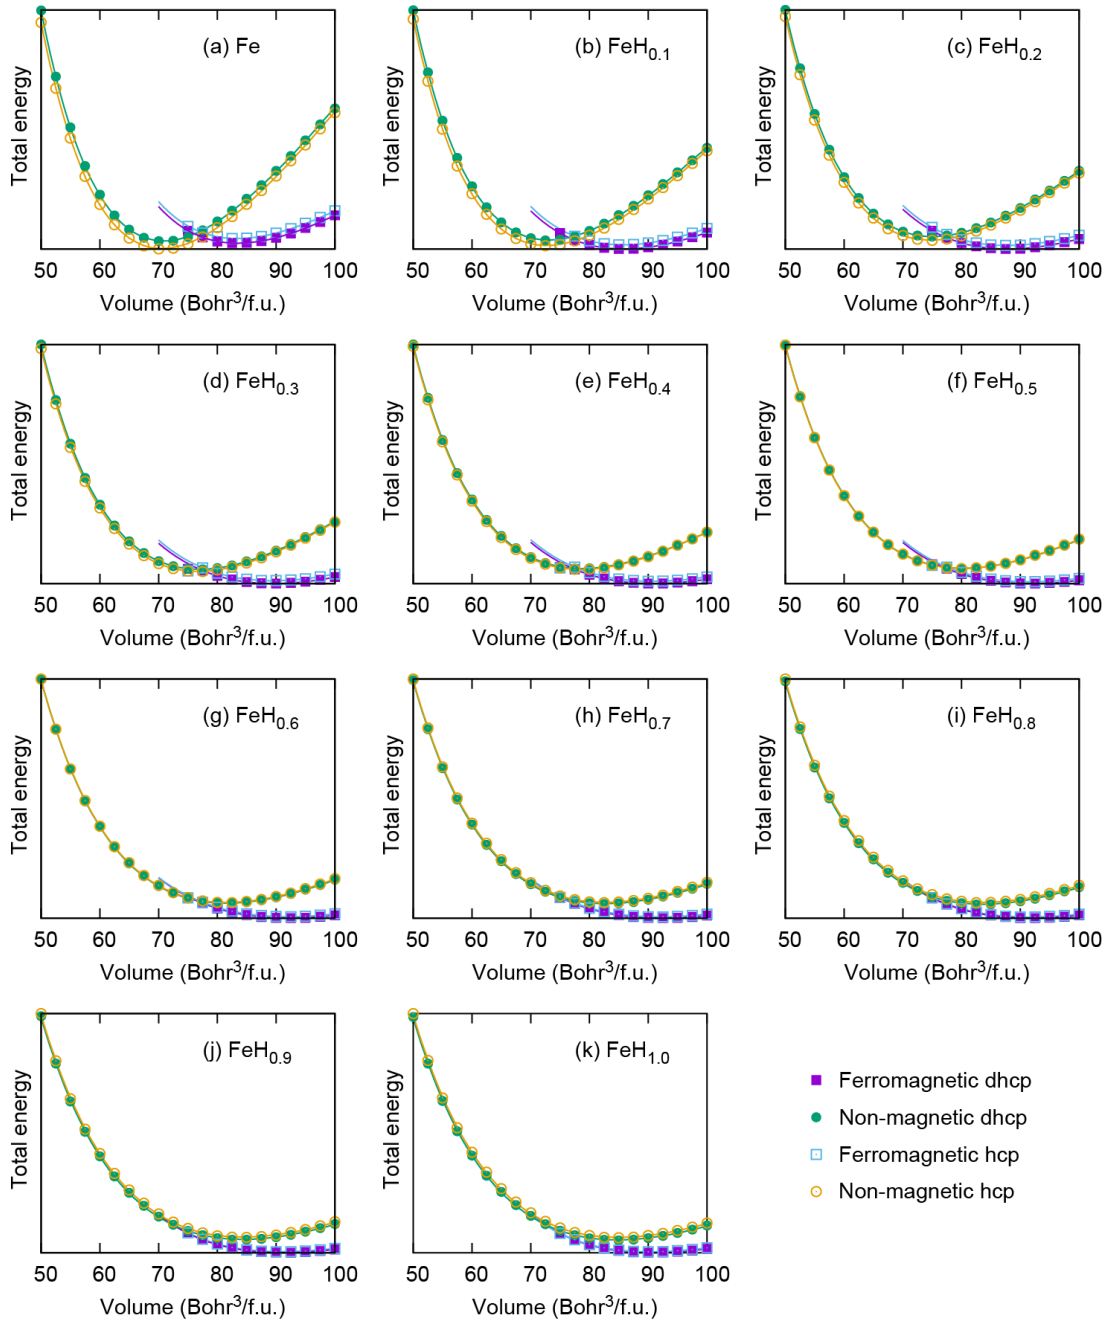 (a) Fe
Total energy
50 60 70 80 90 100
Volume (Bohr³/f.u.)
(b) FeH₀.₁
Total energy
50 60 70 80 90 100
Volume (Bohr³/f.u.)
(c) FeH₀.₂
Total energy
50 60 70 80 90 100
Volume (Bohr³/f.u.)
(d) FeH₀.₃
Total energy
50 60 70 80 90 100
Volume (Bohr³/f.u.)
(e) FeH₀.₄
Total energy
50 60 70 80 90 100
Volume (Bohr³/f.u.)
(f) FeH₀.₅
Total energy
50 60 70 80 90 100
Volume (Bohr³/f.u.)
(g) FeH₀.₆
Total energy
50 60 70 80 90 100
Volume (Bohr³/f.u.)
(h) FeH₀.₇
Total energy
50 60 70 80 90 100
Volume (Bohr³/f.u.)
(i) FeH₀.₈
Total energy
50 60 70 80 90 100
Volume (Bohr³/f.u.)
(j) FeH₀.₉
Total energy
50 60 70 80 90 100
Volume (Bohr³/f.u.)
(k) FeH₁.₀
Total energy
50 60 70 80 90 100
Volume (Bohr³/f.u.)
Ferromagnetic dhcp
Non-magnetic dhcp
Ferromagnetic hcp
Non-magnetic hcp